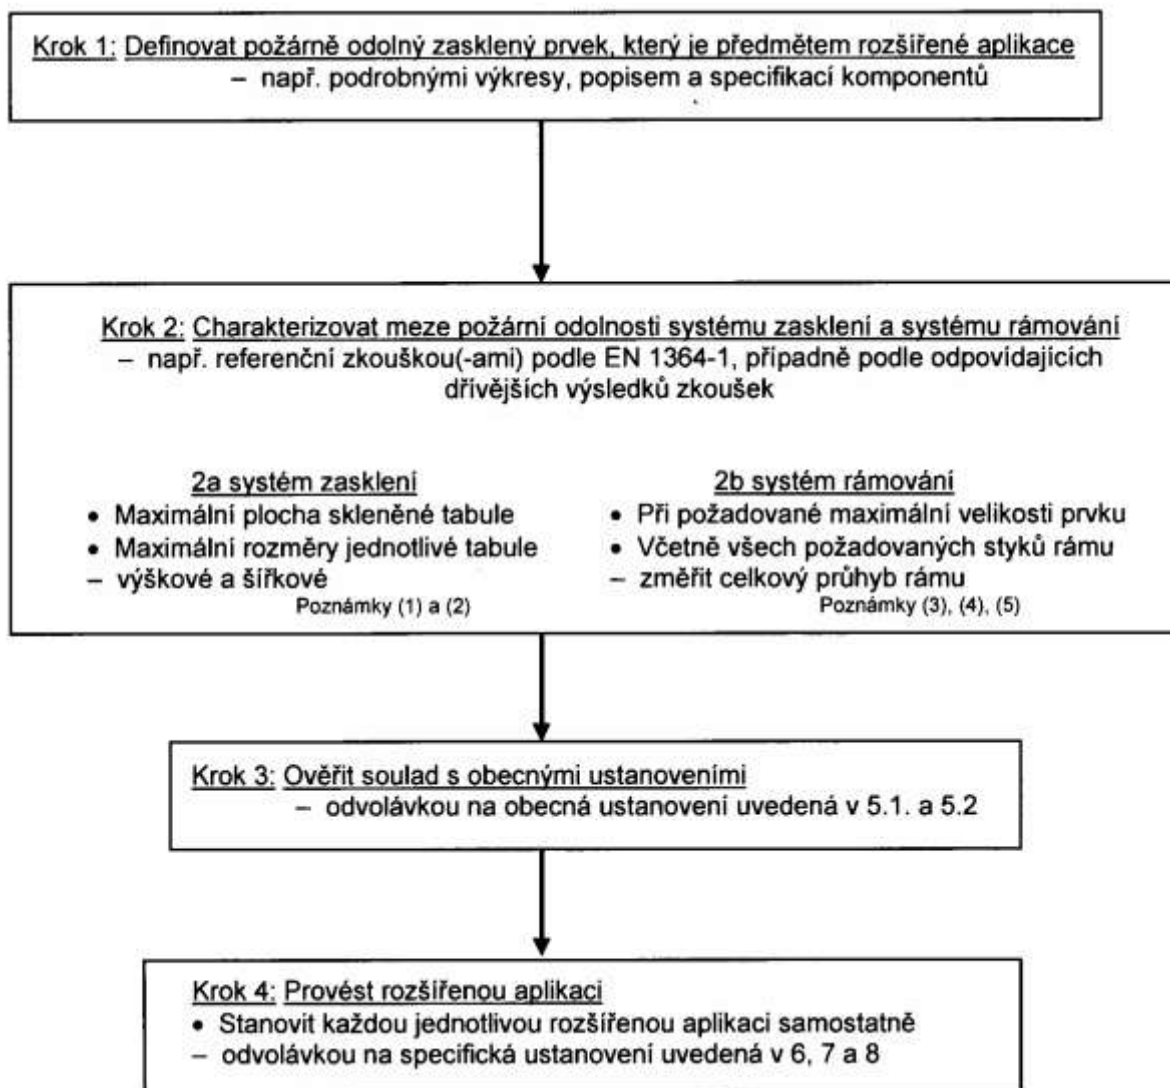 Krok 1: Definovat požárně odolný zasklený prvek, který je předmětem rozšířené aplikace
– např. podrobnými výkresy, popisem a specifikací komponentů
Krok 2: Charakterizovat meze požární odolnosti systému zasklení a systému rámování
– např. referenční zkouškou(-ami) podle EN 1364-1, případně podle odpovídajících
dřívějších výsledků zkoušek
2a systém zasklení
• Maximální plocha skleněné tabule
• Maximální rozměry jednotlivé tabule
– výškové a šířkové
Poznámky (1) a (2)
2b systém rámování
• Při požadované maximální velikosti prvku
• Včetně všech požadovaných styků rámu
– změřit celkový průhyb rámu
Poznámky (3), (4), (5)
Krok 3: Ověřit soulad s obecnými ustanoveními
– odvolávkou na obecná ustanovení uvedená v 5.1. a 5.2
Krok 4: Provést rozšířenou aplikaci
• Stanovit každou jednotlivou rozšířenou aplikaci samostatně
– odvolávkou na specifická ustanovení uvedená v 6, 7 a 8